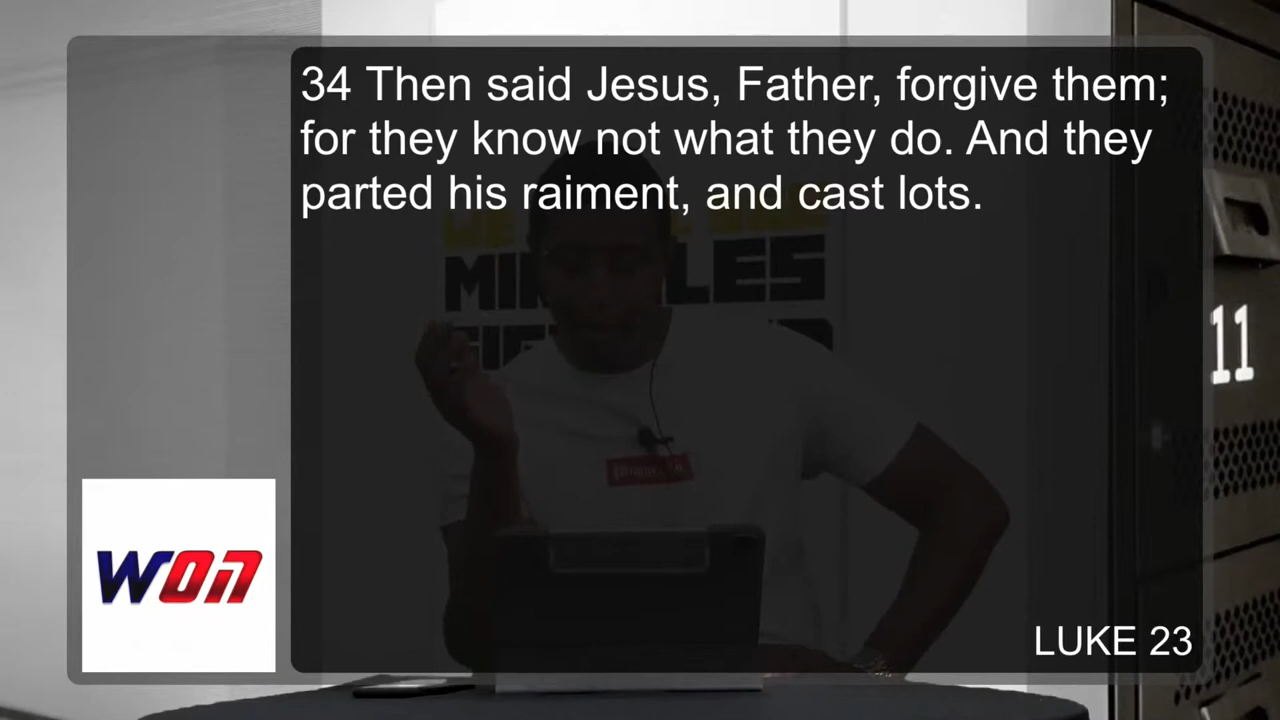 34 Then said Jesus, Father, forgive them;
for they know not what they do. And they
parted his raiment, and cast lots.
11
WON
LUKE 23